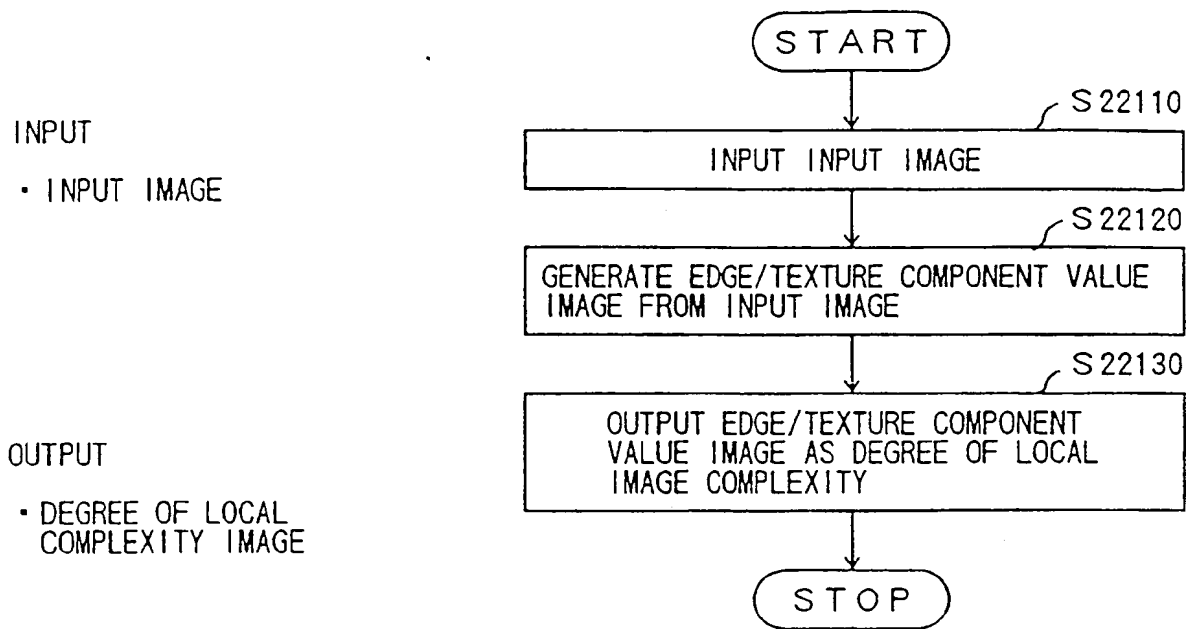 START
S22110
INPUT
INPUT INPUT IMAGE
・ INPUT IMAGE
S22120
GENERATE EDGE/TEXTURE COMPONENT VALUE
IMAGE FROM INPUT IMAGE
S22130
OUTPUT EDGE/TEXTURE COMPONENT
VALUE IMAGE AS DEGREE OF LOCAL
IMAGE COMPLEXITY
OUTPUT
・ DEGREE OF LOCAL
COMPLEXITY IMAGE
STOP